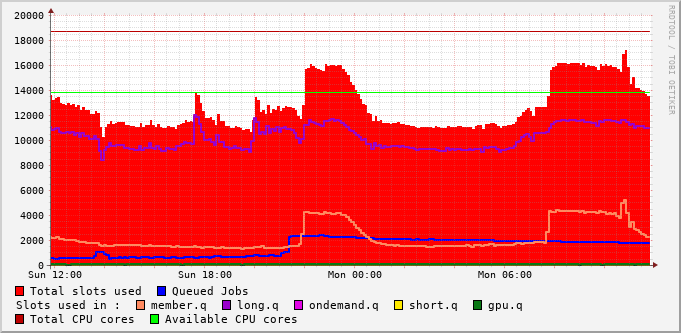 RRDTOOL / TOBI OETIKER
20000
18000
16000
14000
12000
10000
8000
6000
4000
2000
0
Sun 12:00 Sun 18:00 Mon 00:00 Mon 06:00
Total slots used Queued Jobs
Slots used in : member.q long.q ondemand.q short.q gpu.q
Total CPU cores Available CPU cores